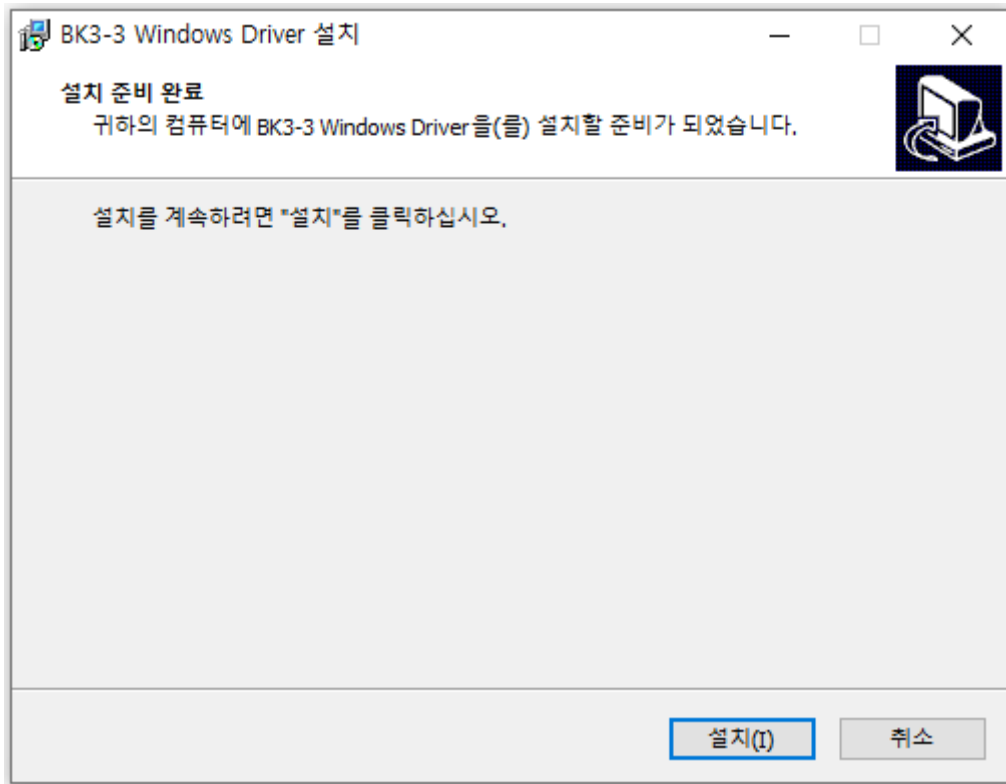 BK3-3 Windows Driver 설치
설치 준비 완료
귀하의 컴퓨터에 BK3-3 Windows Driver을(를) 설치할 준비가 되었습니다.
설치를 계속하려면 "설치"를 클릭하십시오.
설치(I) 취소